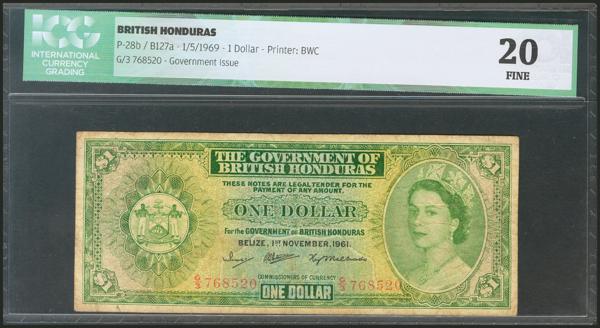 ICG
INTERNATIONAL
CURRENCY
GRADING
BRITISH HONDURAS
P-28b / B127a - 1/5/1969 - 1 Dollar - Printer: BWC
G/3 768520 - Government issue
20
FINE
$1
$1
THE GOVERNMENT OF
BRITISH HONDURAS
THESE NOTES ARE LEGAL TENDER FOR THE
PAYMENT OF ANY AMOUNT.
ONE DOLLAR
For the GOVERNMENT OF BRITISH HONDURAS
BELIZE, 1ST NOVEMBER, 1961.
COMMISSIONERS OF CURRENCY
G/3 768520
G/3 768520
ONE DOLLAR